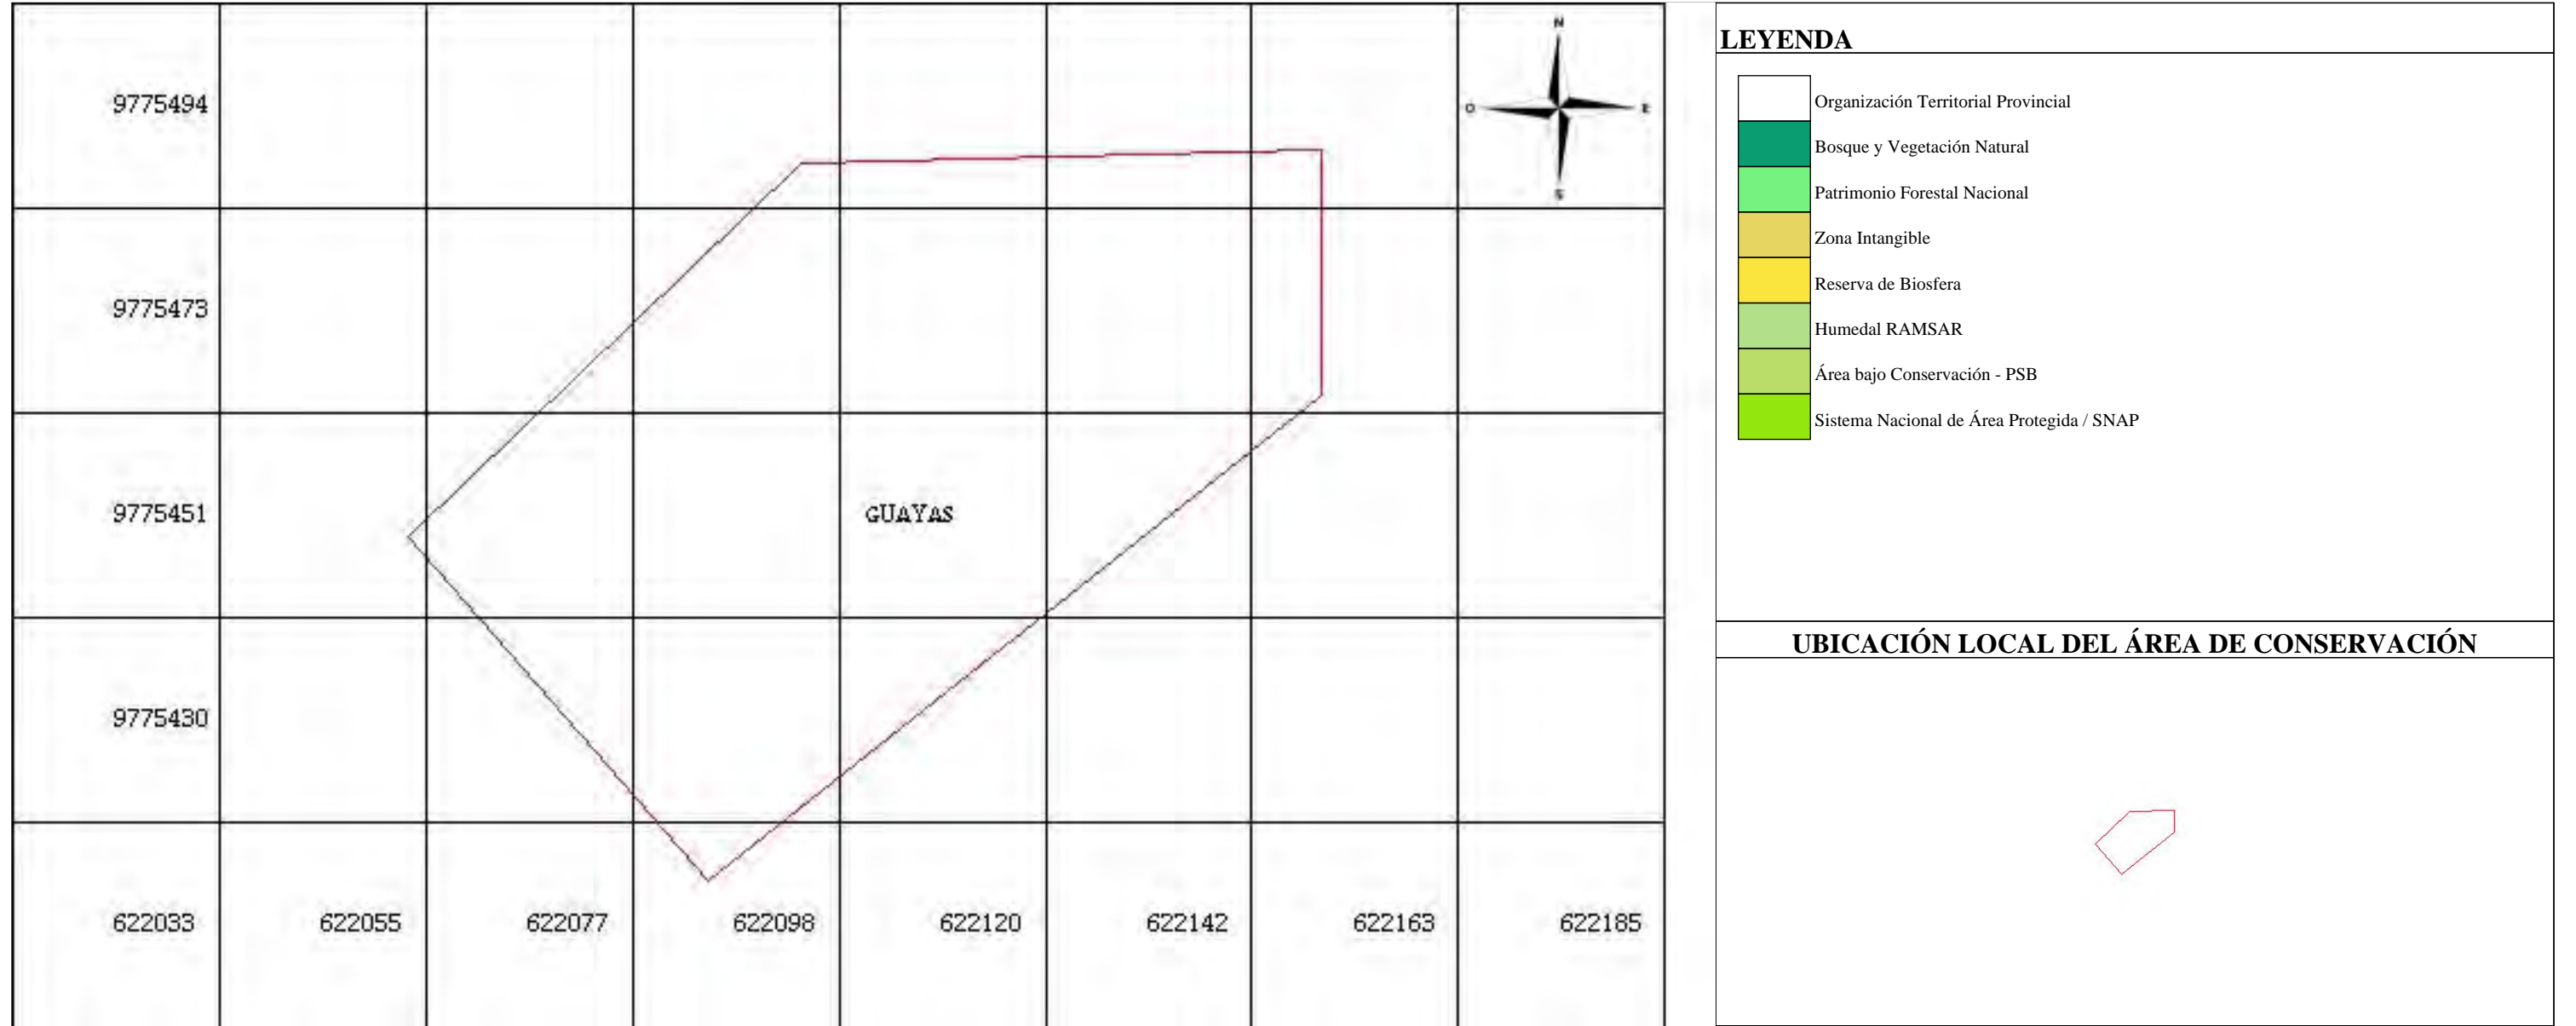 N
O
E
S
9775494
9775473
9775451
GUAYAS
9775430
622033
622055
622077
622098
622120
622142
622163
622185
LEYENDA
Organización Territorial Provincial
Bosque y Vegetación Natural
Patrimonio Forestal Nacional
Zona Intangible
Reserva de Biosfera
Humedal RAMSAR
Área bajo Conservación - PSB
Sistema Nacional de Área Protegida / SNAP
UBICACIÓN LOCAL DEL ÁREA DE CONSERVACIÓN